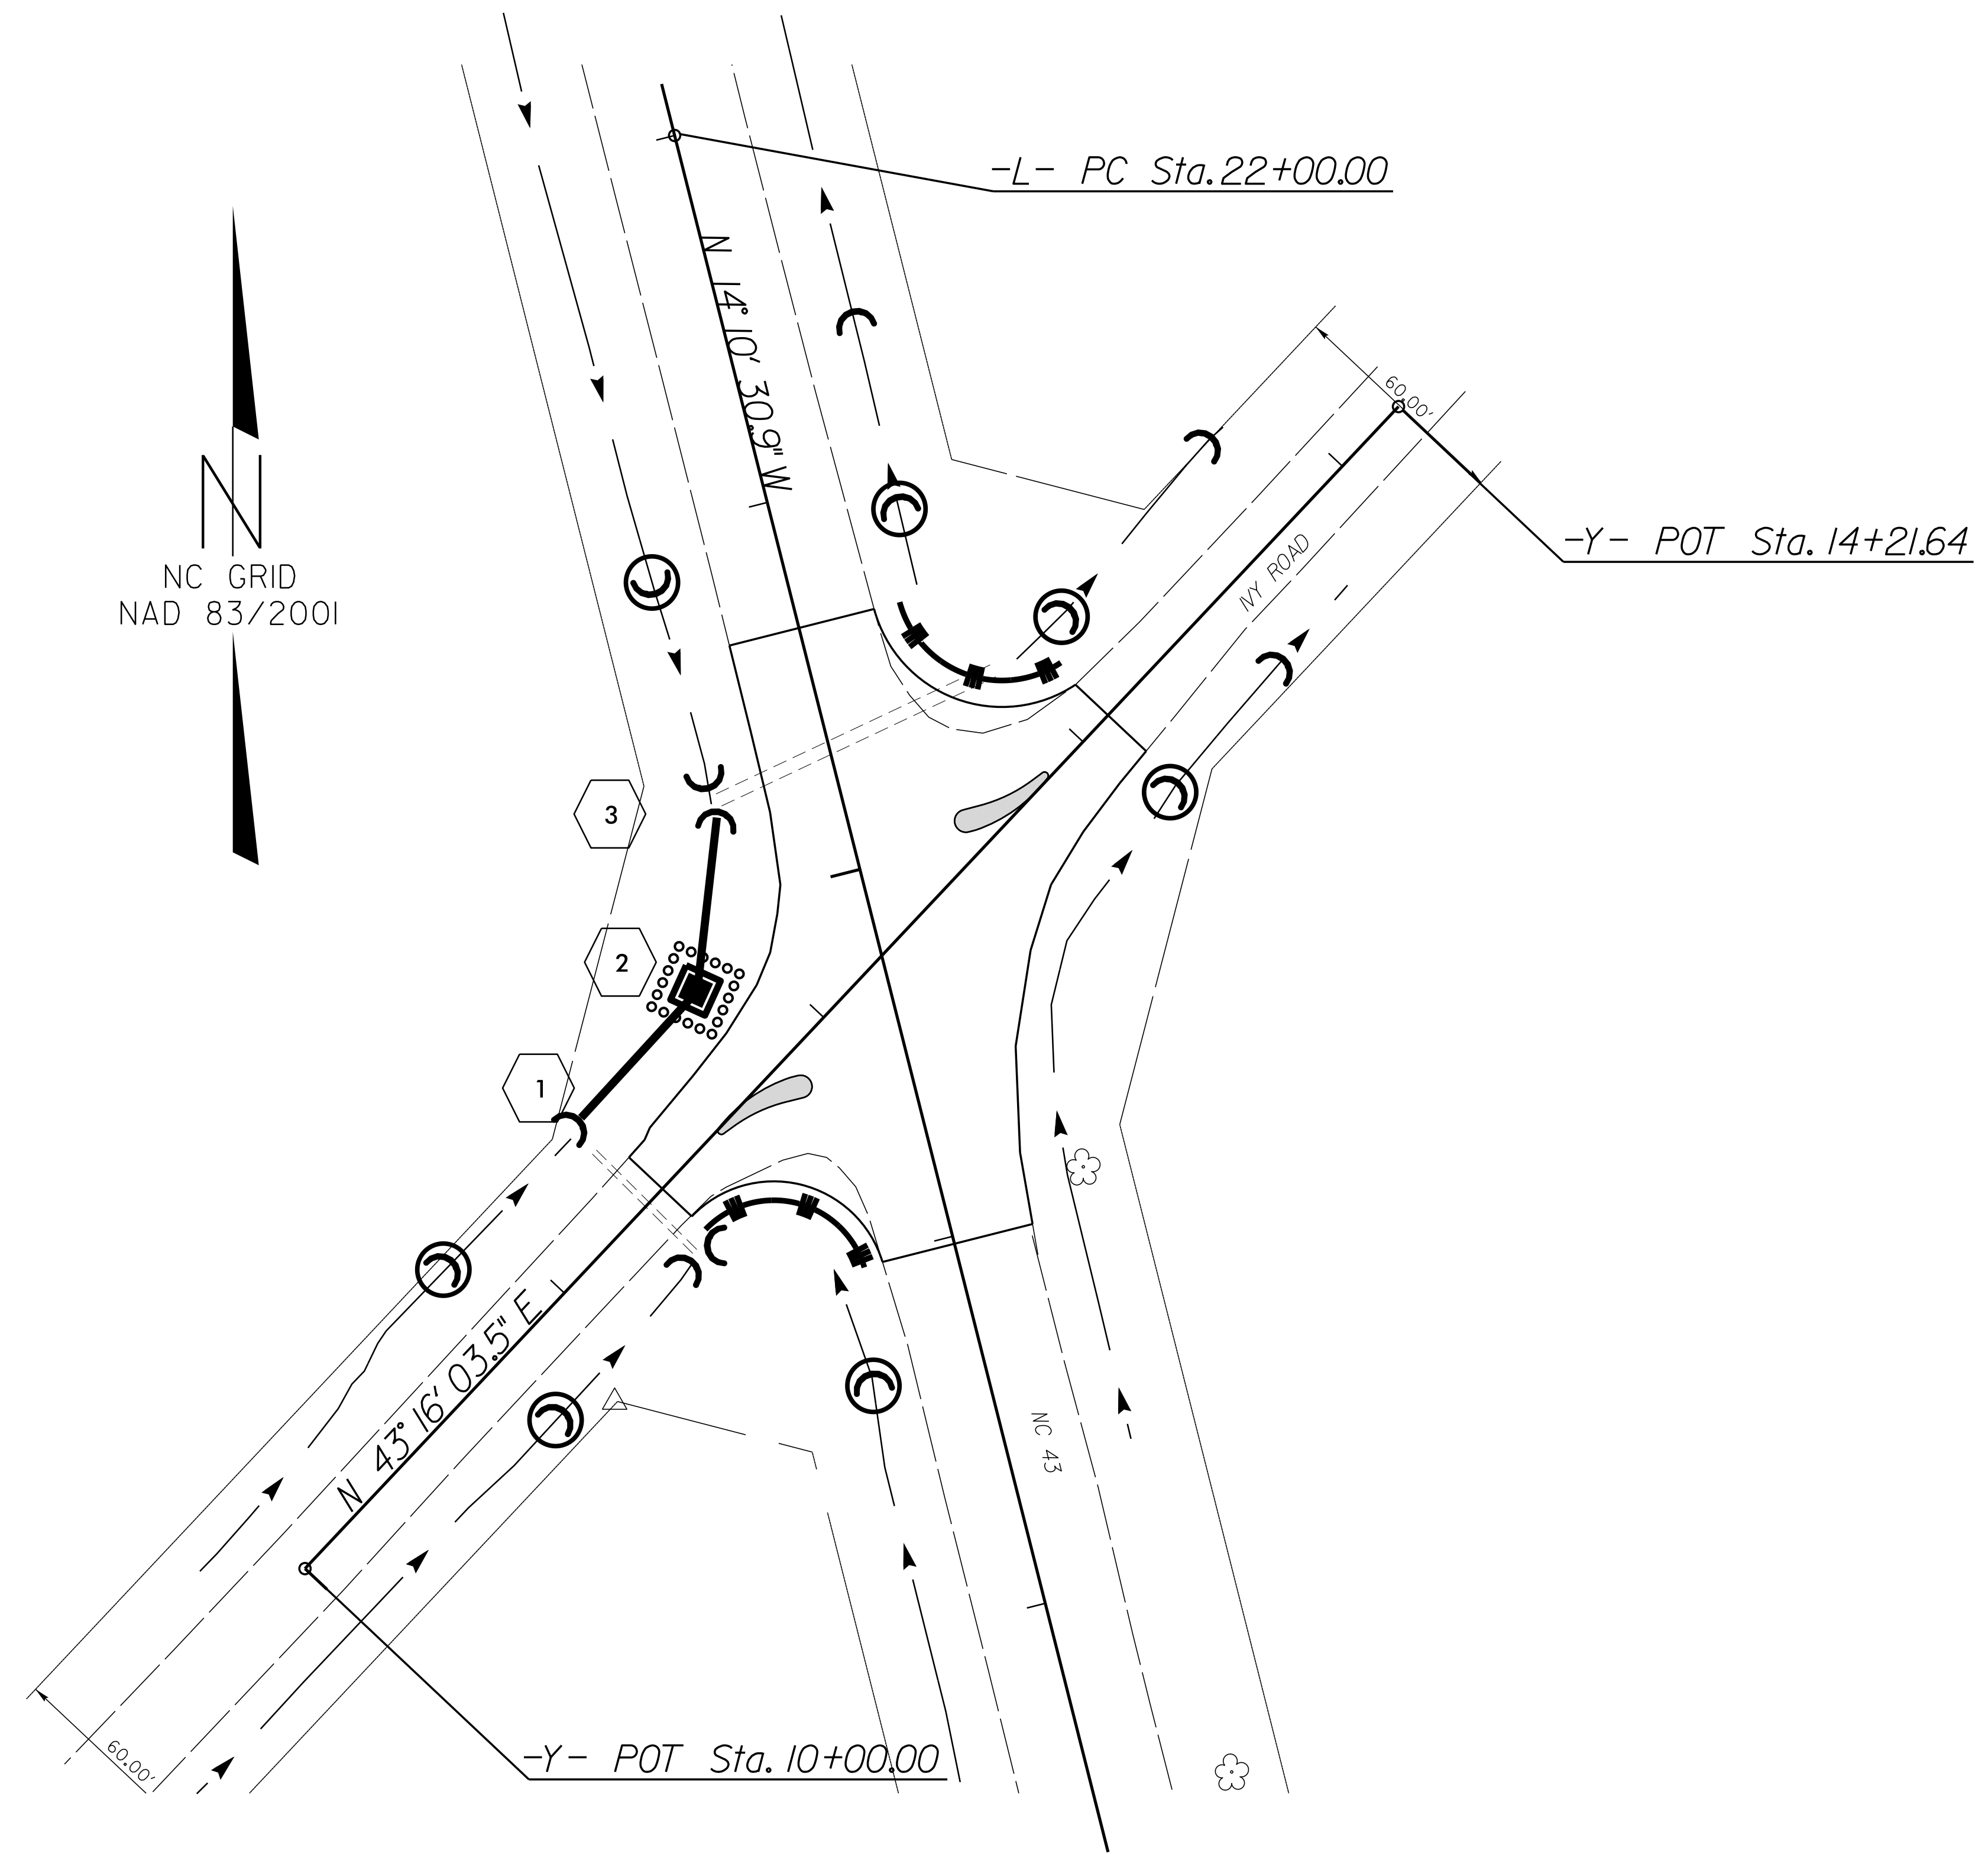 -L- PC Sta. 22+00.00
N 14° 10' 30.9" W
60.00'
-Y- POT Sta. 14+21.64
IVY ROAD
N
NC GRID
NAD 83/2001
3
2
1
N 43° 16' 03.5" E
NC 43
60.00'
-Y- POT Sta. 10+00.00